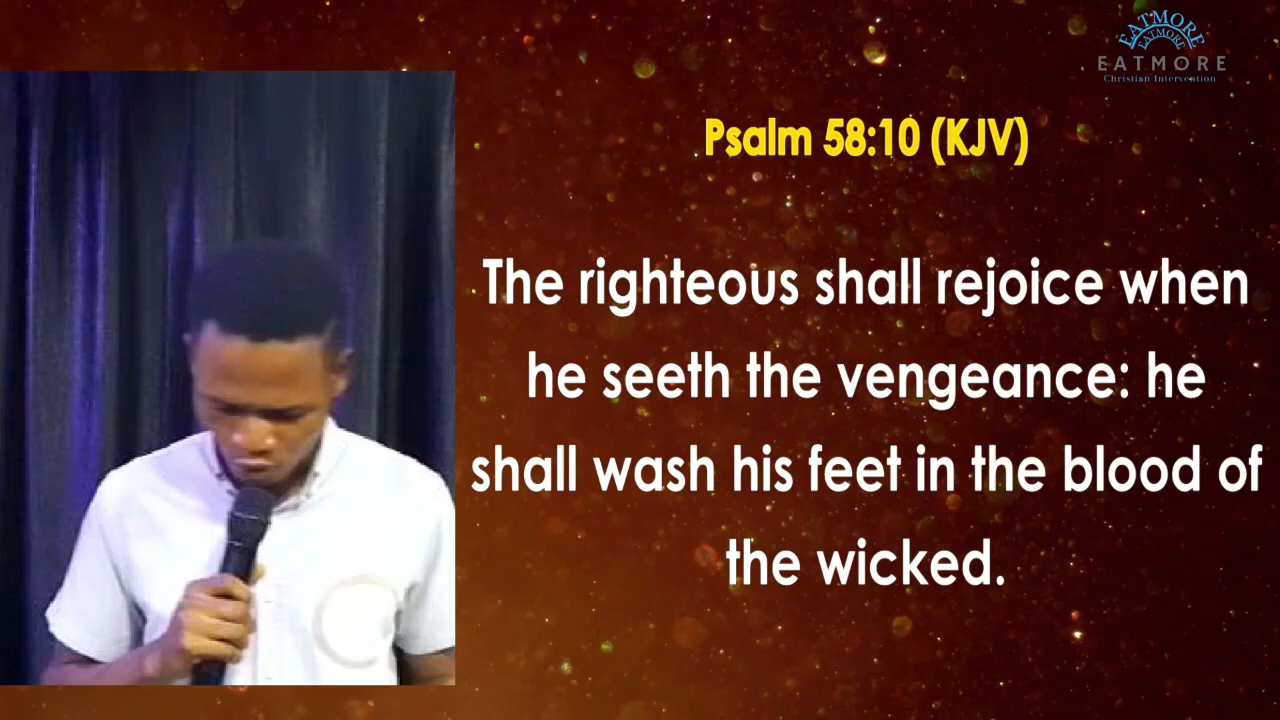 EATMORE
EATMORE
EATMORE
Christian Intervention
Psalm 58:10 (KJV)
The righteous shall rejoice when
he seeth the vengeance: he
shall wash his feet in the blood of
the wicked.